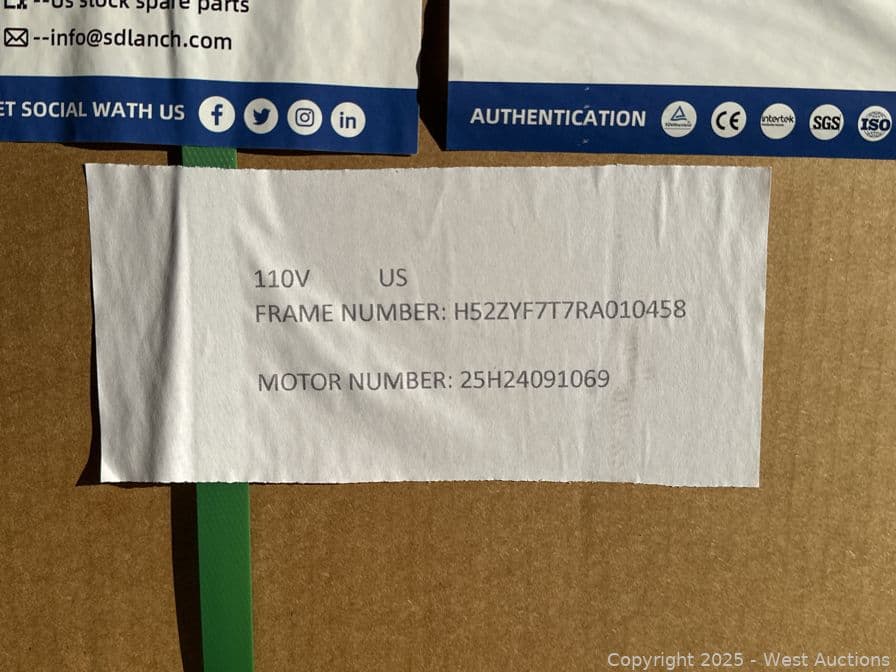 --US stock spare parts
--info@sdlanch.com
ET SOCIAL WATH US
in
AUTHENTICATION
CE
intertek
SGS
ISO
110V US
FRAME NUMBER: H52ZYF7T7RA010458
MOTOR NUMBER: 25H24091069
Copyright 2025 - West Auctions